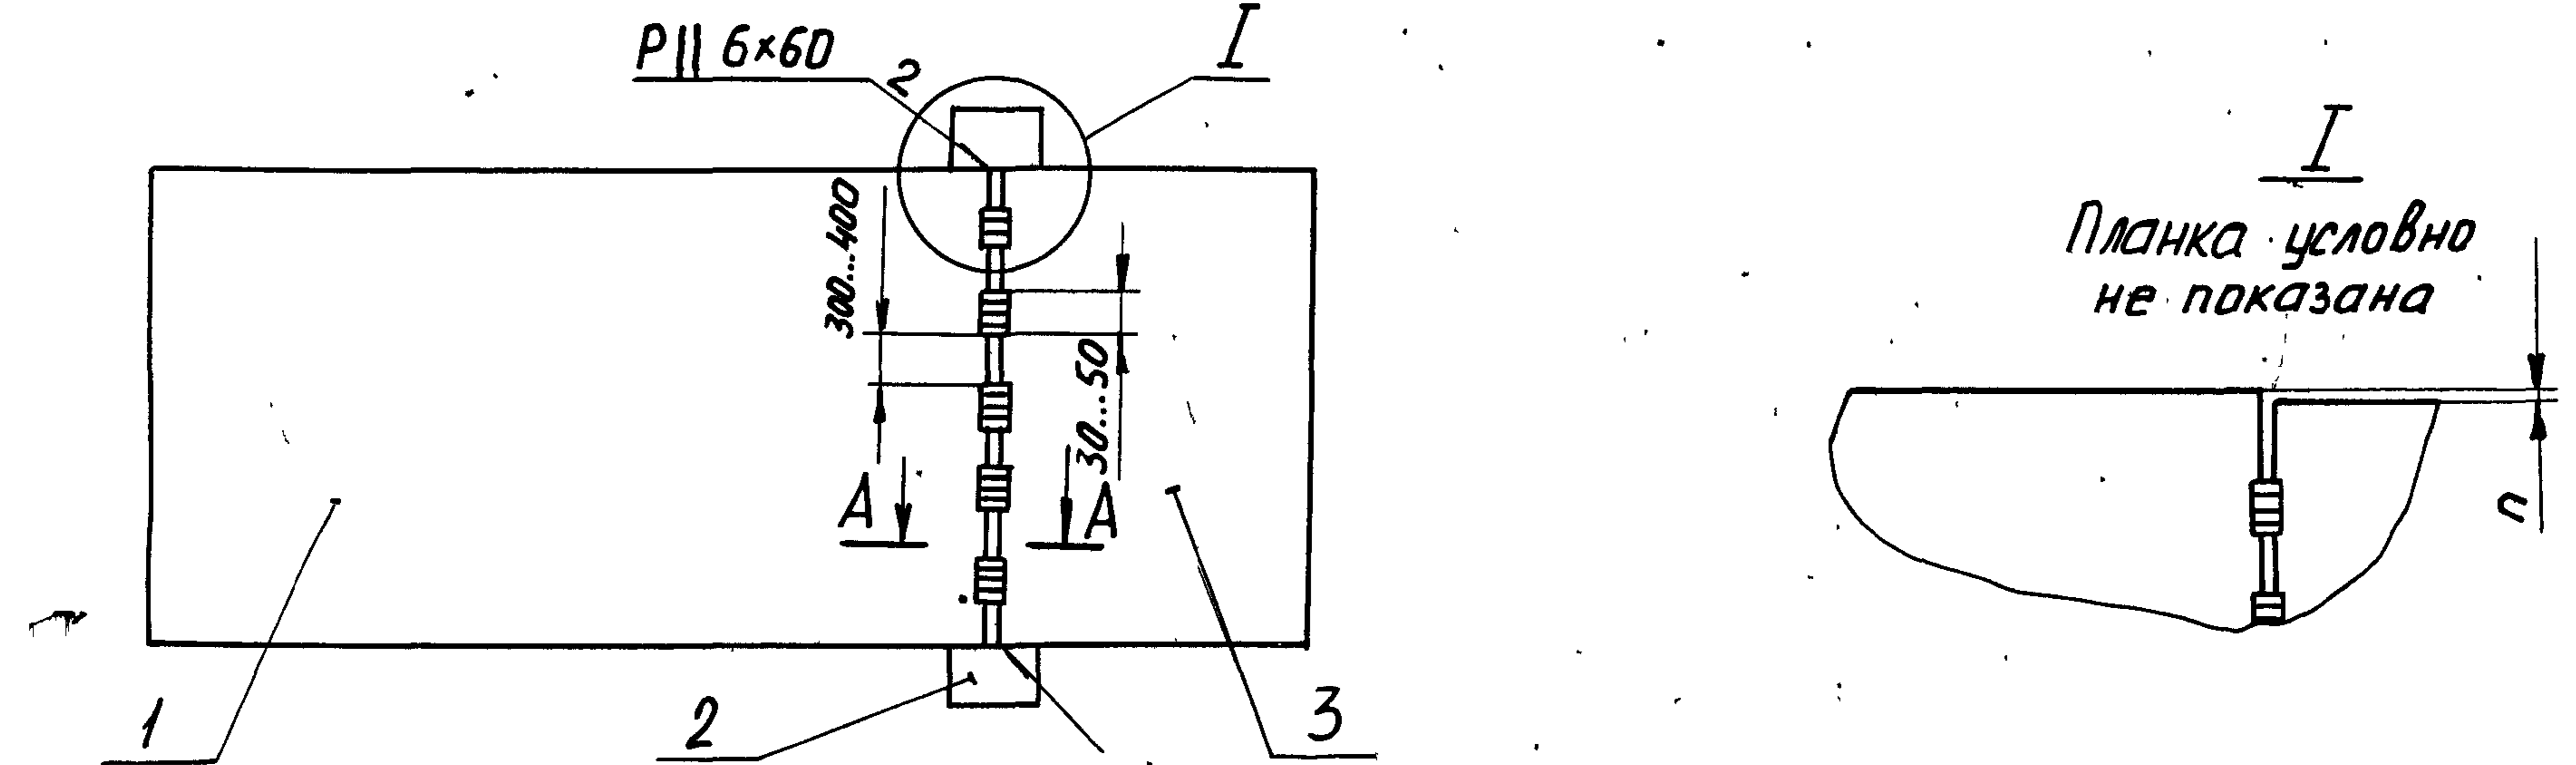 Р || 6×60
2
I
300...400
30...50
А
А
1
2
3
I
Планка условно
не показана
п